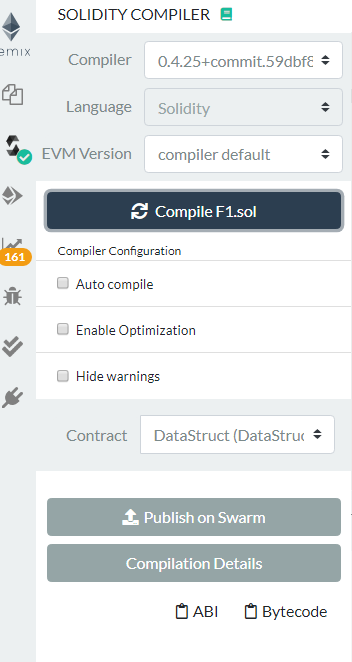 SOLIDITY COMPILER
emix
Compiler 0.4.25+commit.59dbf8
Language Solidity
EVM Version compiler default
Compile F1.sol
Compiler Configuration
161
Auto compile
Enable Optimization
Hide warnings
Contract DataStruct (DataStruc
Publish on Swarm
Compilation Details
ABI Bytecode